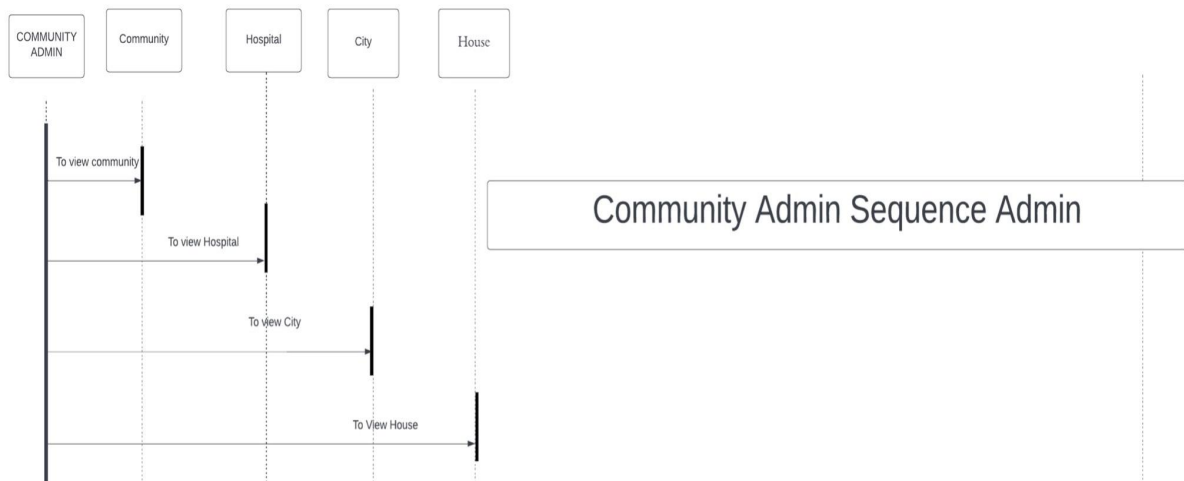 COMMUNITY
ADMIN
Community
Hospital
City
House
To view community
Community Admin Sequence Admin
To view Hospital
To view City
To View House